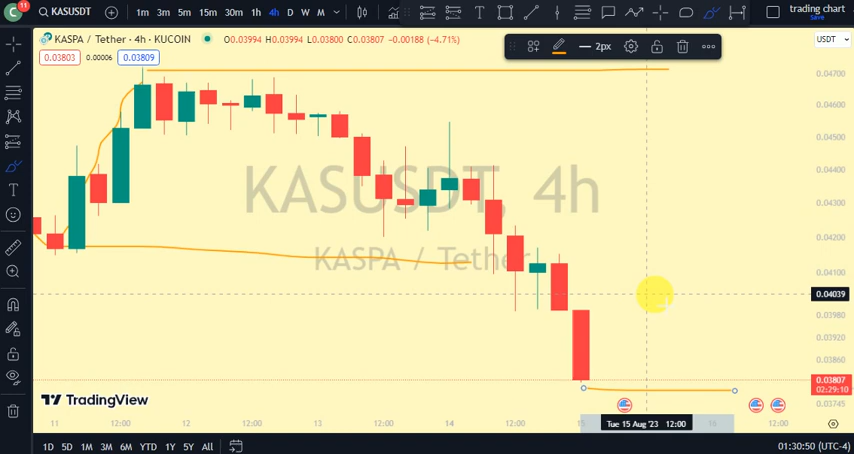 C 11 KASUSDT 1m 3m 5m 15m 30m 1h 4h D W M T trading chart
Save
KASPA / Tether · 4h · KUCOIN O0.03994 H0.03994 L0.03800 C0.03807 −0.00188 (−4.71%)
USDT
2px
0.03803 0.00006 0.03809
0.04700
0.04600
0.04500
0.04400
0.04300
0.04200
0.04100
0.04039
0.03980
0.03920
0.03860
0.03807
02:29:10
0.03745
KASUSDT, 4h
KASPA / Tether
TradingView
11 12:00 12 12:00 13 12:00 14 12:00 15 Tue 15 Aug '23 12:00 16 12:00
1D 5D 1M 3M 6M YTD 1Y 5Y All 01:30:50 (UTC-4)